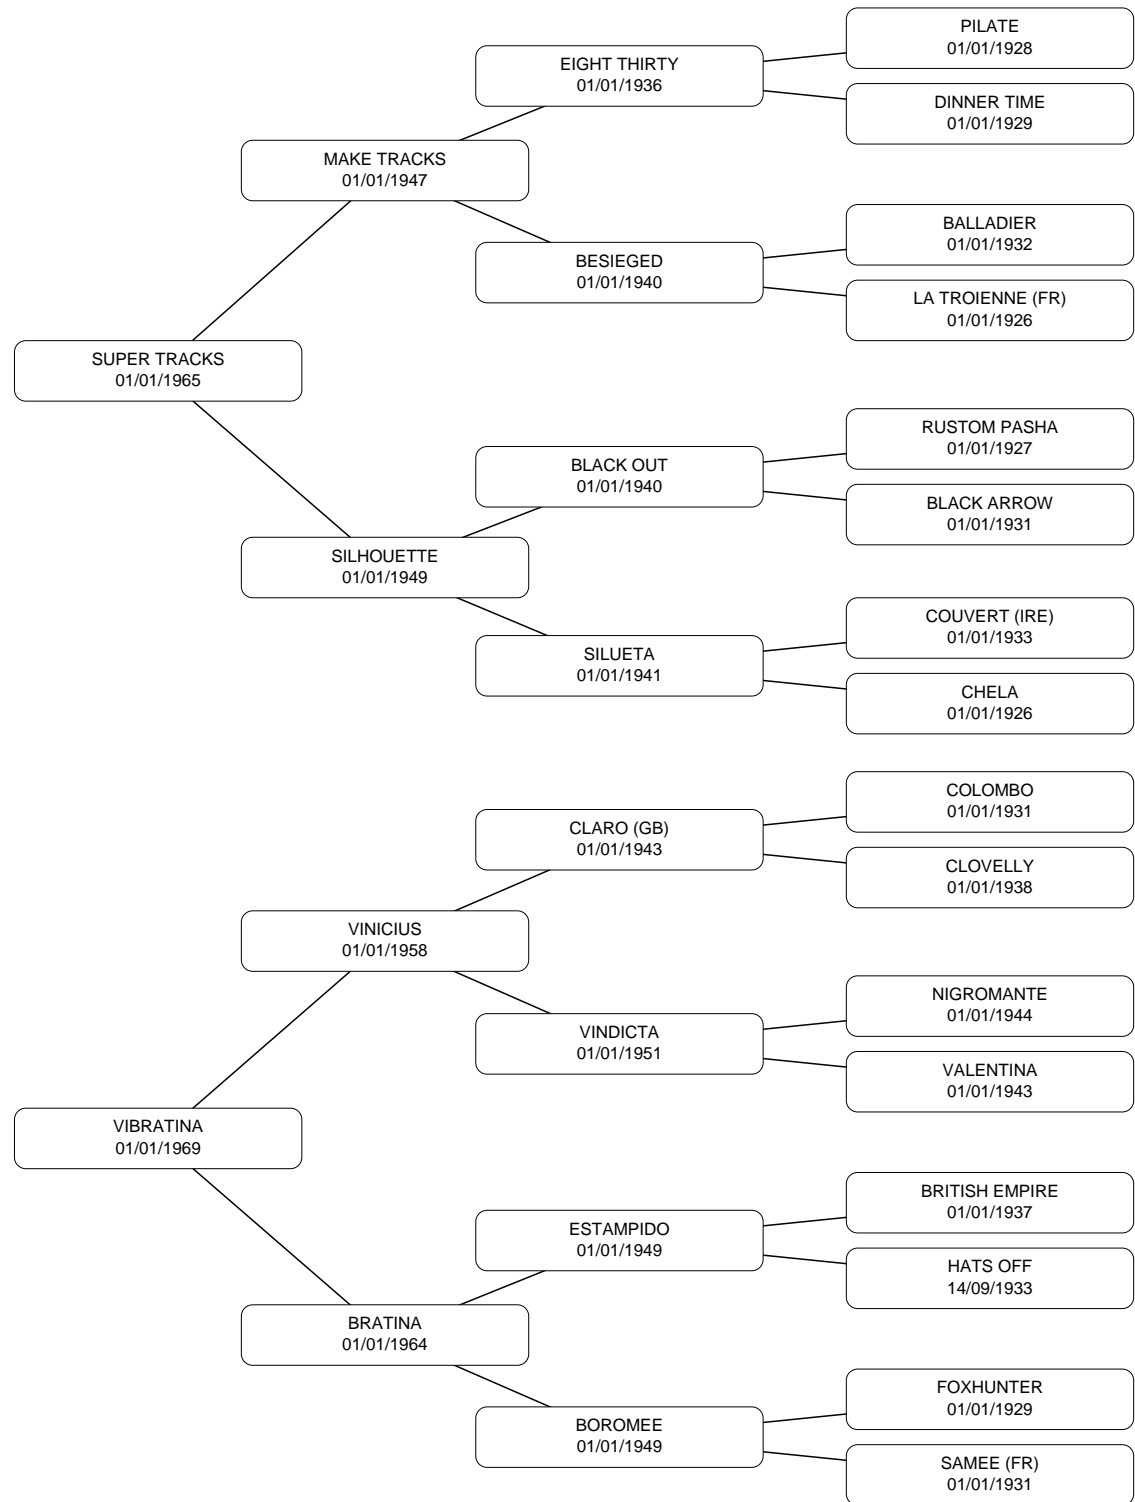 PILATE
01/01/1928
EIGHT THIRTY
01/01/1936
DINNER TIME
01/01/1929
MAKE TRACKS
01/01/1947
BALLADIER
01/01/1932
BESIEGED
01/01/1940
LA TROIENNE (FR)
01/01/1926
SUPER TRACKS
01/01/1965
RUSTOM PASHA
01/01/1927
BLACK OUT
01/01/1940
BLACK ARROW
01/01/1931
SILHOUETTE
01/01/1949
COUVERT (IRE)
01/01/1933
SILUETA
01/01/1941
CHELA
01/01/1926
COLOMBO
01/01/1931
CLARO (GB)
01/01/1943
CLOVELLY
01/01/1938
VINICIUS
01/01/1958
NIGROMANTE
01/01/1944
VINDICTA
01/01/1951
VALENTINA
01/01/1943
VIBRATINA
01/01/1969
BRITISH EMPIRE
01/01/1937
ESTAMPIDO
01/01/1949
HATS OFF
14/09/1933
BRATINA
01/01/1964
FOXHUNTER
01/01/1929
BOROMEE
01/01/1949
SAMEE (FR)
01/01/1931